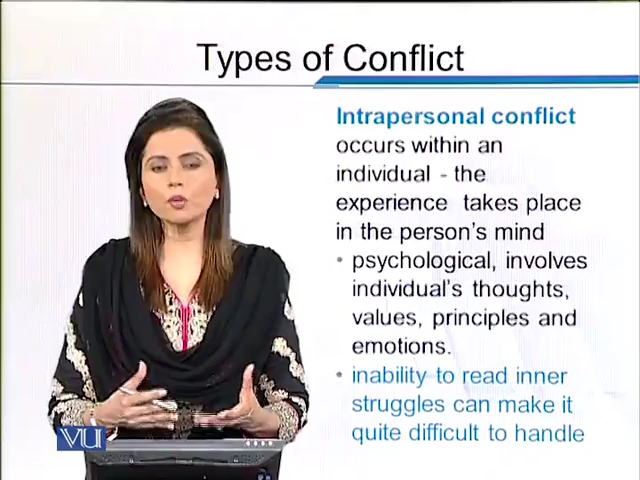 Types of Conflict
Intrapersonal conflict
occurs within an
individual - the
experience takes place
in the person's mind
• psychological, involves
individual's thoughts,
values, principles and
emotions.
• inability to read inner
struggles can make it
quite difficult to handle
VU